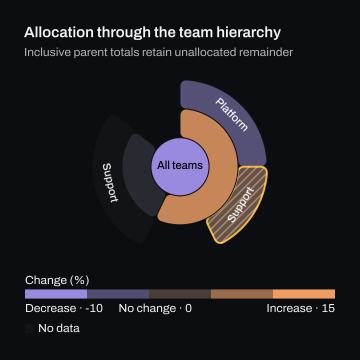 Allocation through the team hierarchy
Inclusive parent totals retain unallocated remainder
Platform
All teams
Support
Support
Change (%)
Decrease · -10 No change · 0 Increase · 15
No data